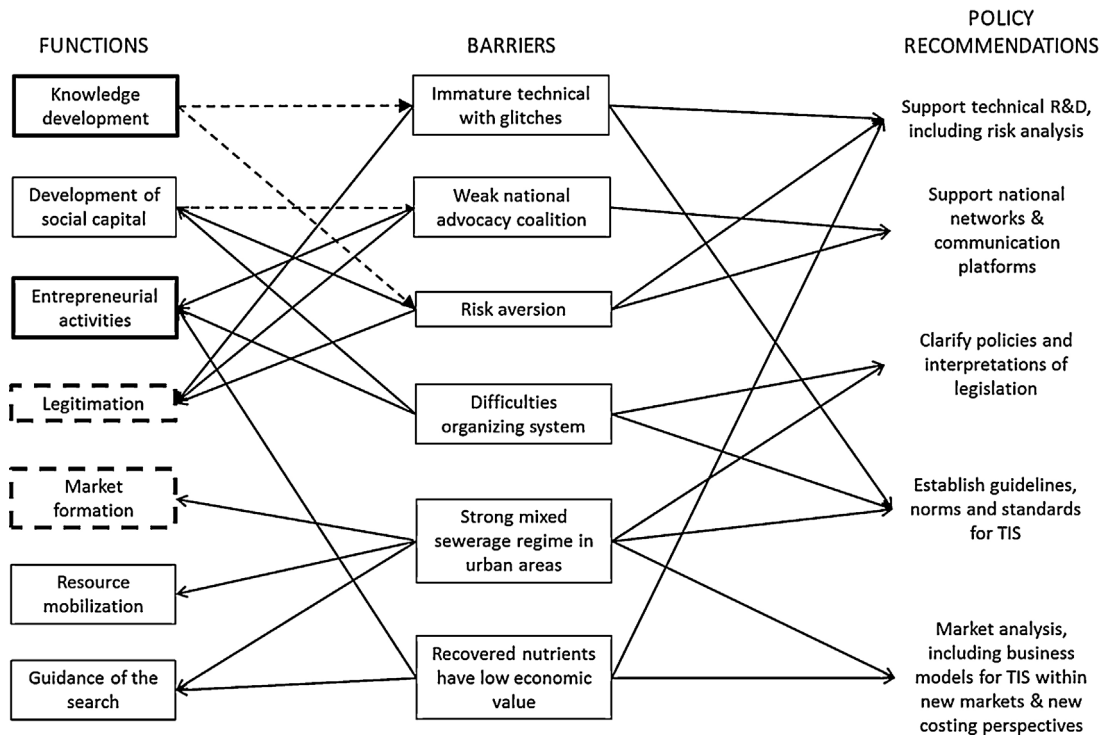 FUNCTIONS
Knowledge
development
Development of
social capital
Entrepreneurial
activities
Legitimation
Market
formation
Resource
mobilization
Guidance of the
search
BARRIERS
Immature technical
with glitches
Weak national
advocacy coalition
Risk aversion
Difficulties
organizing system
Strong mixed
sewerage regime in
urban areas
Recovered nutrients
have low economic
value
POLICY
RECOMMENDATIONS
Support technical R&D,
including risk analysis
Support national
networks &
communication
platforms
Clarify policies and
interpretations of
legislation
Establish guidelines,
norms and standards
for TIS
Market analysis,
including business
models for TIS within
new markets & new
costing perspectives